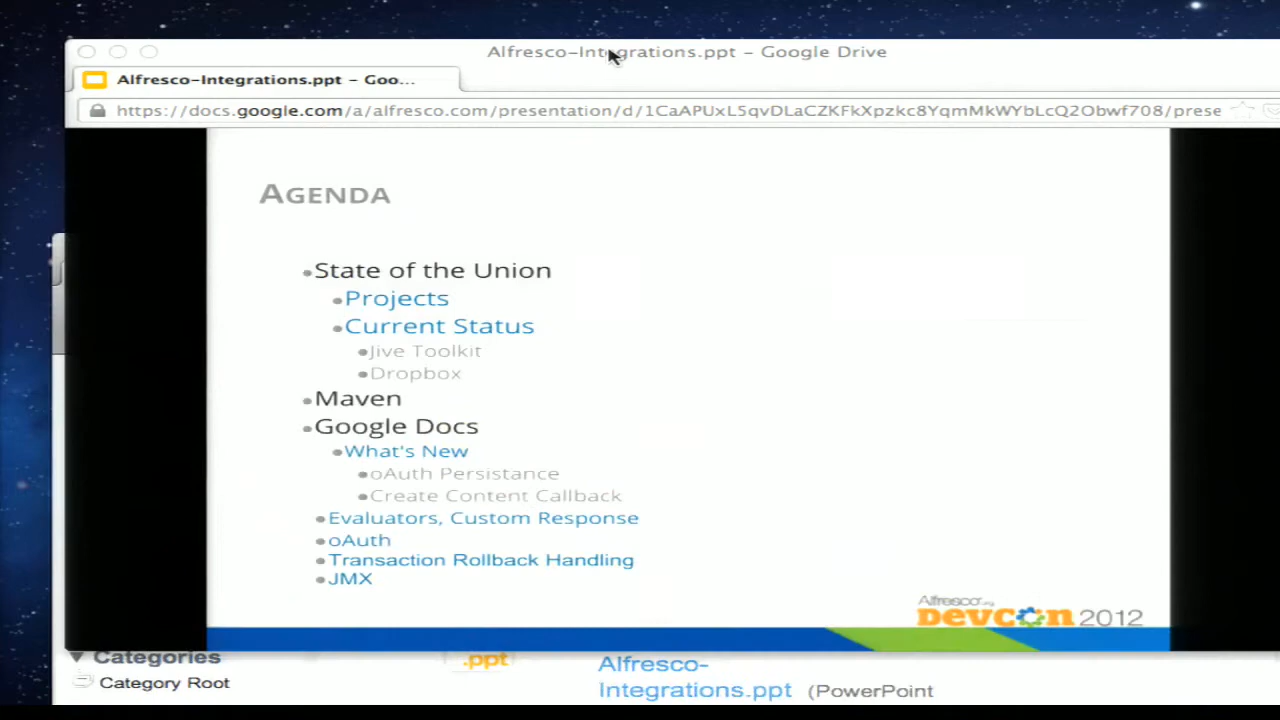 Alfresco-Integrations.ppt - Google Drive
Alfresco-Integrations.ppt - Goo...
https://docs.google.com/a/alfresco.com/presentation/d/1CaAPUxL5qvDLaCZKFkXpzkc8YqmMkWYbLcQ2Obwf708/prese
AGENDA
State of the Union
Projects
Current Status
Jive Toolkit
Dropbox
Maven
Google Docs
What's New
oAuth Persistance
Create Content Callback
Evaluators, Custom Response
oAuth
Transaction Rollback Handling
JMX
Alfresco
DEVCON 2012
Categories
.ppt
Alfresco-
Category Root
Integrations.ppt (PowerPoint